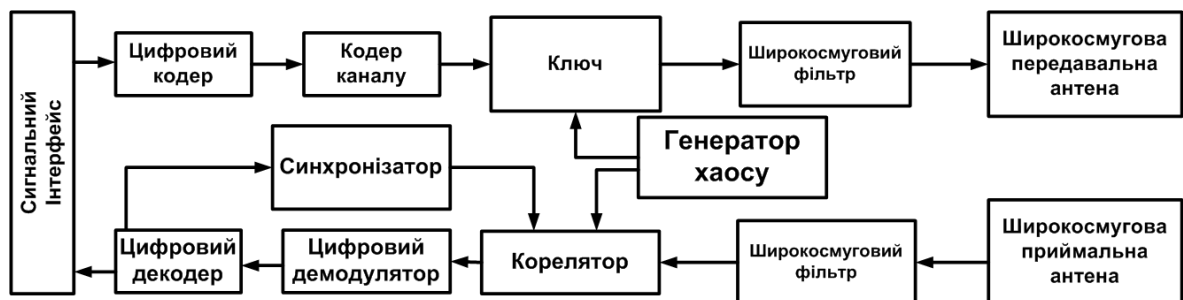 Сигнальний
Інтерфейс
Цифровий
кодер
Кодер
каналу
Ключ
Широкосмуговий
фільтр
Широкосмугова
передавальна
антена
Генератор
хаосу
Синхронізатор
Цифровий
декодер
Цифровий
демодулятор
Корелятор
Широкосмуговий
фільтр
Широкосмугова
приймальна
антена